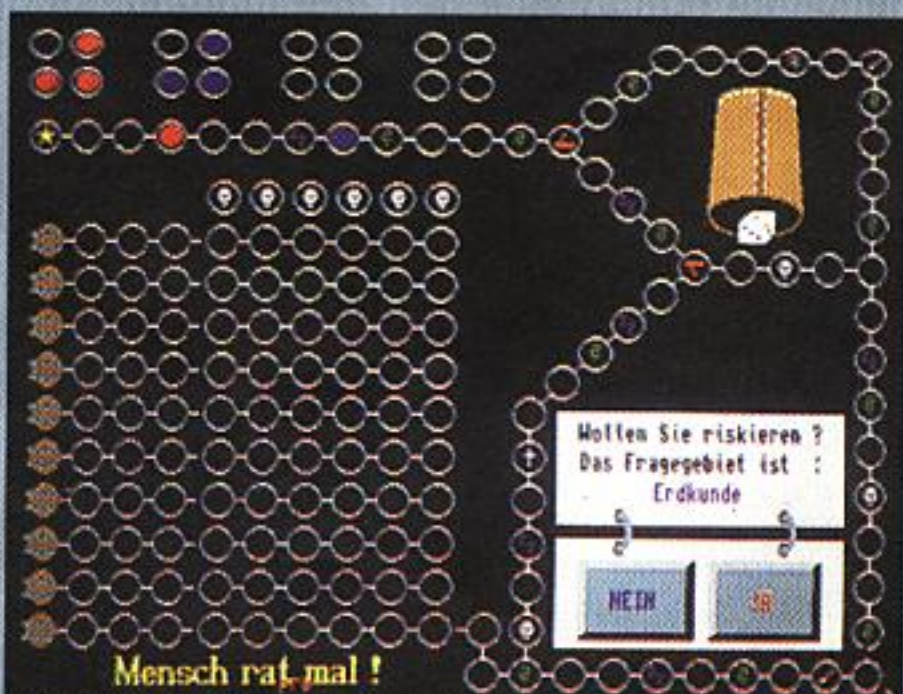 Wollen Sie riskieren ?
Das Fragegebiet ist :
Erdkunde
NEIN
JA
Mensch rat mal !